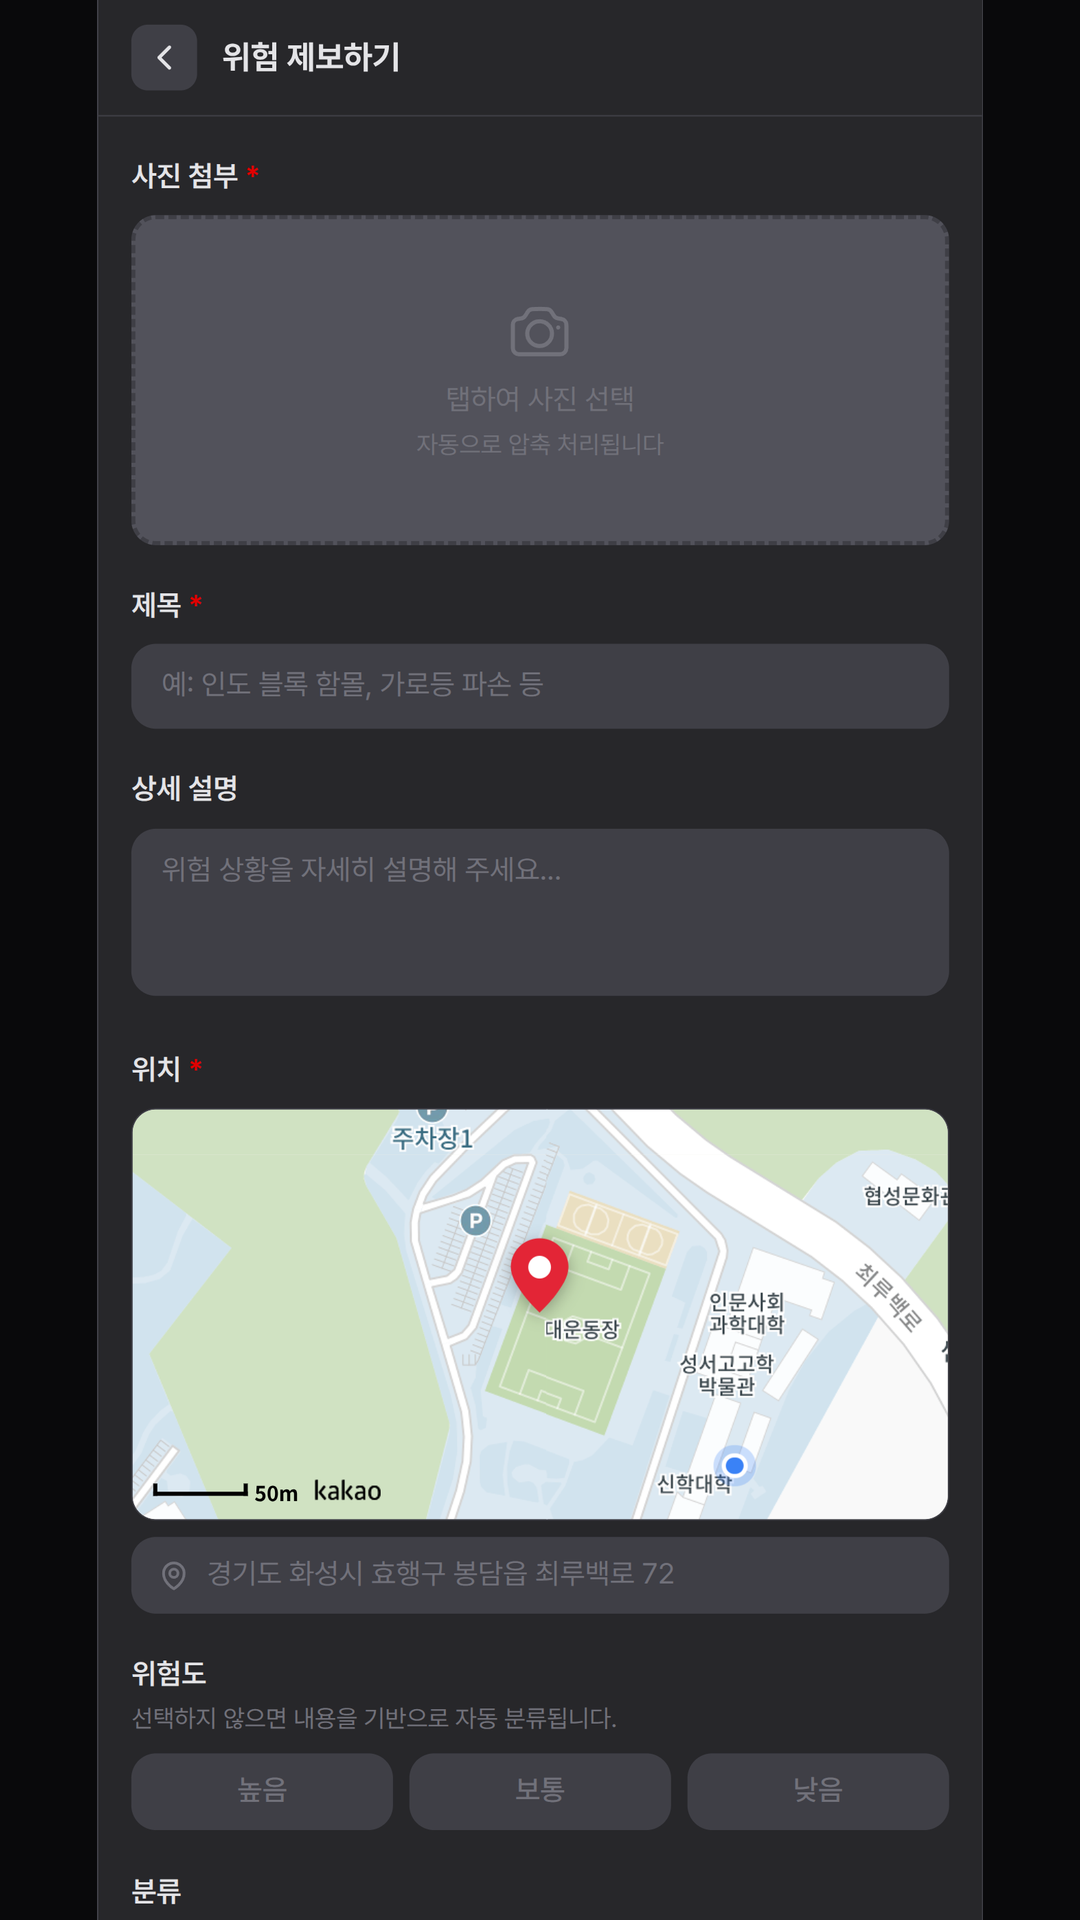 위험 제보하기
사진 첨부 *
탭하여 사진 선택
자동으로 압축 처리됩니다
제목 *
예: 인도 블록 함몰, 가로등 파손 등
상세 설명
위험 상황을 자세히 설명해 주세요...
위치 *
주차장1
협성문화관
P
최루백로
인문사회
과학대학
대운동장
성서고고학
박물관
신학대학
50m kakao
경기도 화성시 효행구 봉담읍 최루백로 72
위험도
선택하지 않으면 내용을 기반으로 자동 분류됩니다.
높음
보통
낮음
분류